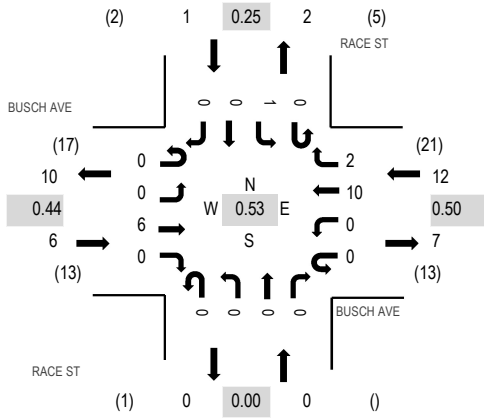 (2) 1 0.25 2 (5)
RACE ST
BUSCH AVE
0 0 1 0
(17) (21)
0 2
10 12
0 N 10
0.44 W 0.53 E 0.50
6 6 S 0 7
0 0
(13) (13)
0 0 0 0
BUSCH AVE
RACE ST
(1) 0 0.00 0 ()